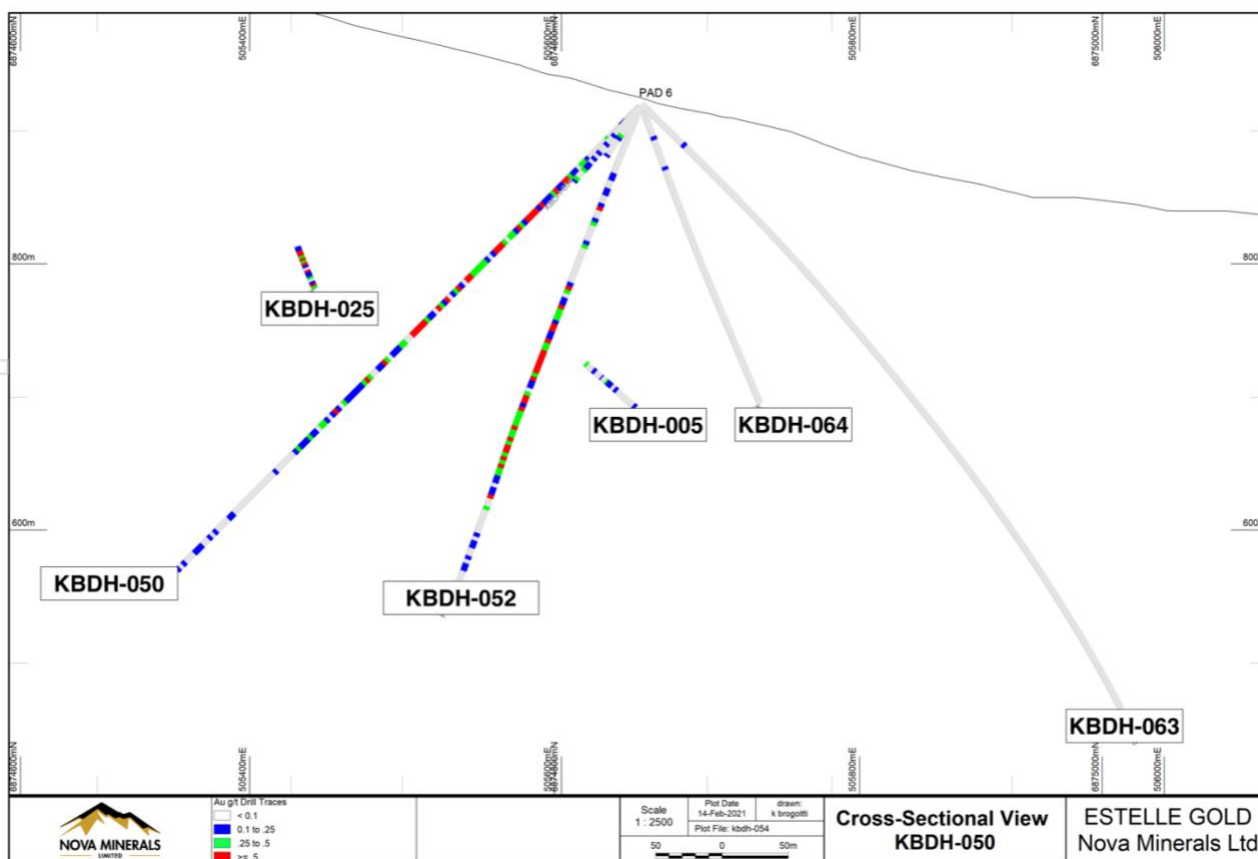 6874600mN
505400mE
505600mE
6874800mN
505800mE
6875000mN
506000mE
PAD 6
800m
800
KBDH-025
KBDH-005
KBDH-064
600m
600
KBDH-050
KBDH-052
KBDH-063
6874600mN
505400mE
505600mE
6874800mN
505800mE
6875000mN
506000mE
NOVA MINERALS
LIMITED
Au g/t Drill Traces
< 0.1
0.1 to .25
.25 to .5
>= .5
Scale
1 : 2500
Plot Date
14-Feb-2021
drawn:
k brogoitti
Plot File: kbdh-054
50 0 50m
Cross-Sectional View
KBDH-050
ESTELLE GOLD
Nova Minerals Ltd